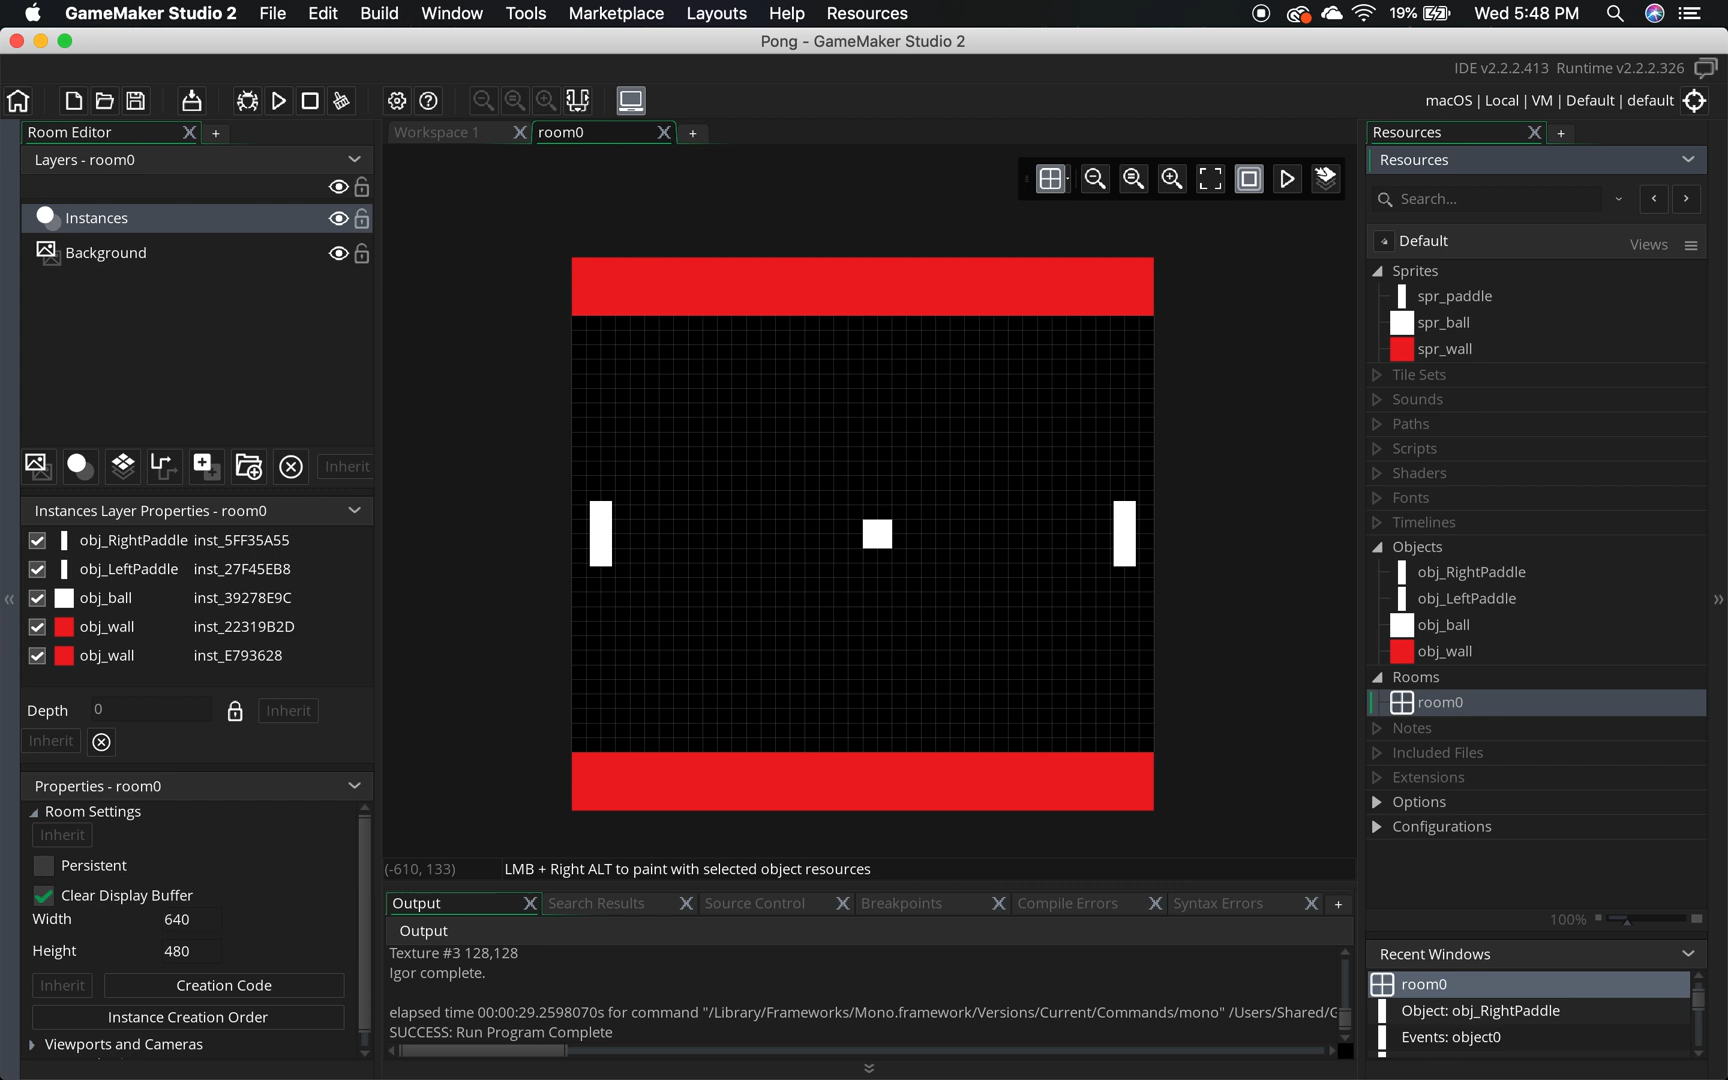 GameMaker Studio 2 File Edit Build Window Tools Marketplace Layouts Help Resources 19% Wed 5:48 PM
Pong - GameMaker Studio 2
IDE v2.2.2.413 Runtime v2.2.2.326
macOS | Local | VM | Default | default
Room Editor
Layers - room0
Instances
Background
Inherit
Instances Layer Properties - room0
obj_RightPaddle inst_5FF35A55
obj_LeftPaddle inst_27F45EB8
obj_ball inst_39278E9C
obj_wall inst_22319B2D
obj_wall inst_E793628
Depth 0 Inherit
Inherit
Properties - room0
Room Settings
Inherit
Persistent
Clear Display Buffer
Width 640
Height 480
Inherit Creation Code
Instance Creation Order
Viewports and Cameras
Workspace 1 room0
(-610, 133) LMB + Right ALT to paint with selected object resources
Output Search Results Source Control Breakpoints Compile Errors Syntax Errors
Output
Texture #3 128,128
Igor complete.
elapsed time 00:00:29.2598070s for command "/Library/Frameworks/Mono.framework/Versions/Current/Commands/mono" /Users/Shared/G
SUCCESS: Run Program Complete
Resources
Resources
Search...
Default Views
Sprites
spr_paddle
spr_ball
spr_wall
Tile Sets
Sounds
Paths
Scripts
Shaders
Fonts
Timelines
Objects
obj_RightPaddle
obj_LeftPaddle
obj_ball
obj_wall
Rooms
room0
Notes
Included Files
Extensions
Options
Configurations
100%
Recent Windows
room0
Object: obj_RightPaddle
Events: object0